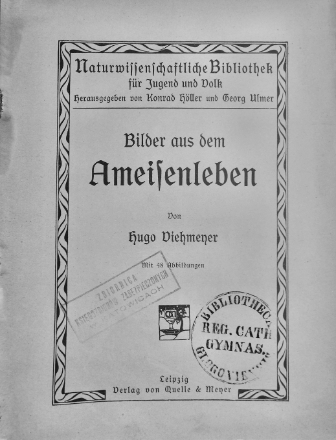 Naturwissenschaftliche Bibliothek
für Jugend und Volk
Herausgegeben von Konrad Höller und Georg Ulmer
Bilder aus dem
Ameisenleben
Von
Hugo Viehmeyer
Mit 48 Abbildungen
BIBLIOTHEC
REG. CATH
GYMNAS.
Leipzig
Verlag von Quelle & Meyer